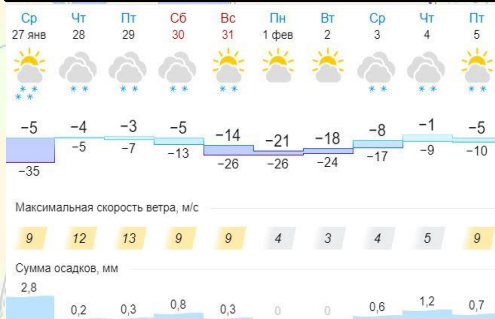 Ср Чт Пт Сб Вс Пн Вт Ср Чт Пт
27 янв 28 29 30 31 1 фев 2 3 4 5
−5 −4 −3 −5 −14 −21 −18 −8 −1 −5
−35 −5 −7 −13 −26 −26 −24 −17 −9 −10
Максимальная скорость ветра, м/с
9 12 13 9 9 4 3 4 5 9
Сумма осадков, мм
2,8 0,2 0,3 0,8 0,3 0 0 0,6 1,2 0,7